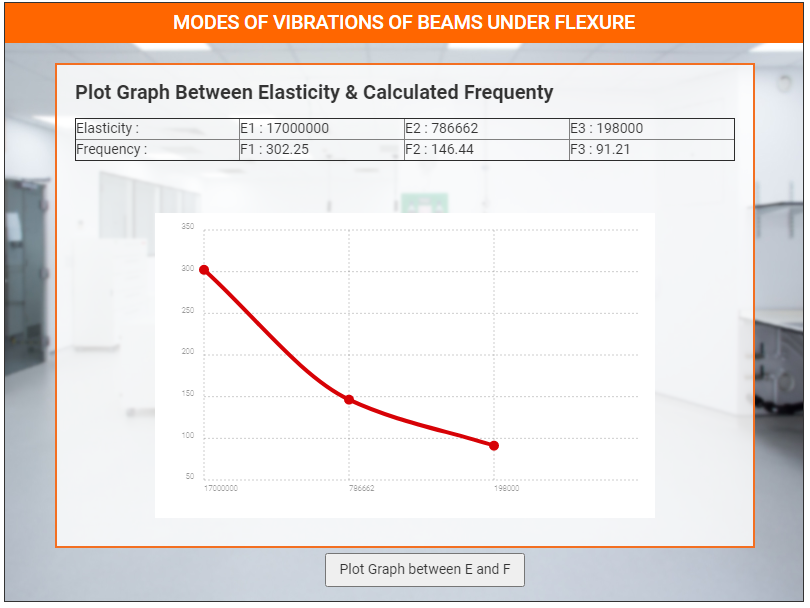 MODES OF VIBRATIONS OF BEAMS UNDER FLEXURE
Plot Graph Between Elasticity & Calculated Frequenty
Elasticity : E1 : 17000000 E2 : 786662 E3 : 198000
Frequency : F1 : 302.25 F2 : 146.44 F3 : 91.21
350
300
250
200
150
100
50
17000000 786662 198000
Plot Graph between E and F